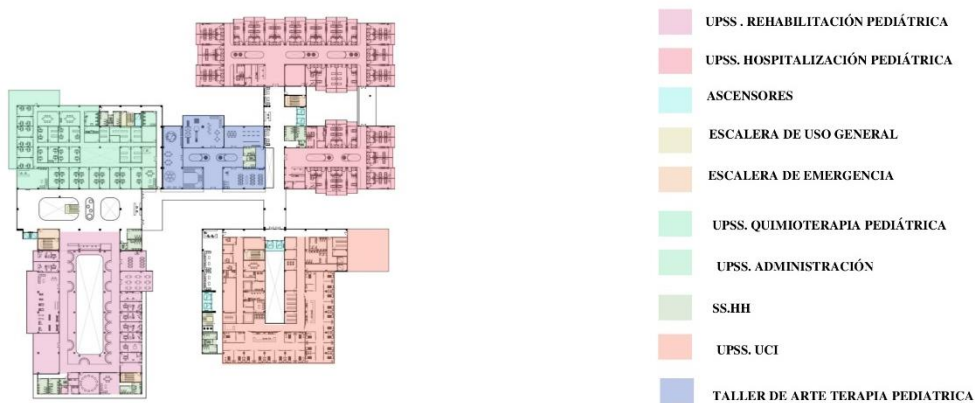 UPSS . REHABILITACIÓN PEDIÁTRICA
UPSS. HOSPITALIZACIÓN PEDIÁTRICA
ASCENSORES
ESCALERA DE USO GENERAL
ESCALERA DE EMERGENCIA
UPSS. QUIMIOTERAPIA PEDIÁTRICA
UPSS. ADMINISTRACIÓN
SS.HH
UPSS. UCI
TALLER DE ARTE TERAPIA PEDIATRICA